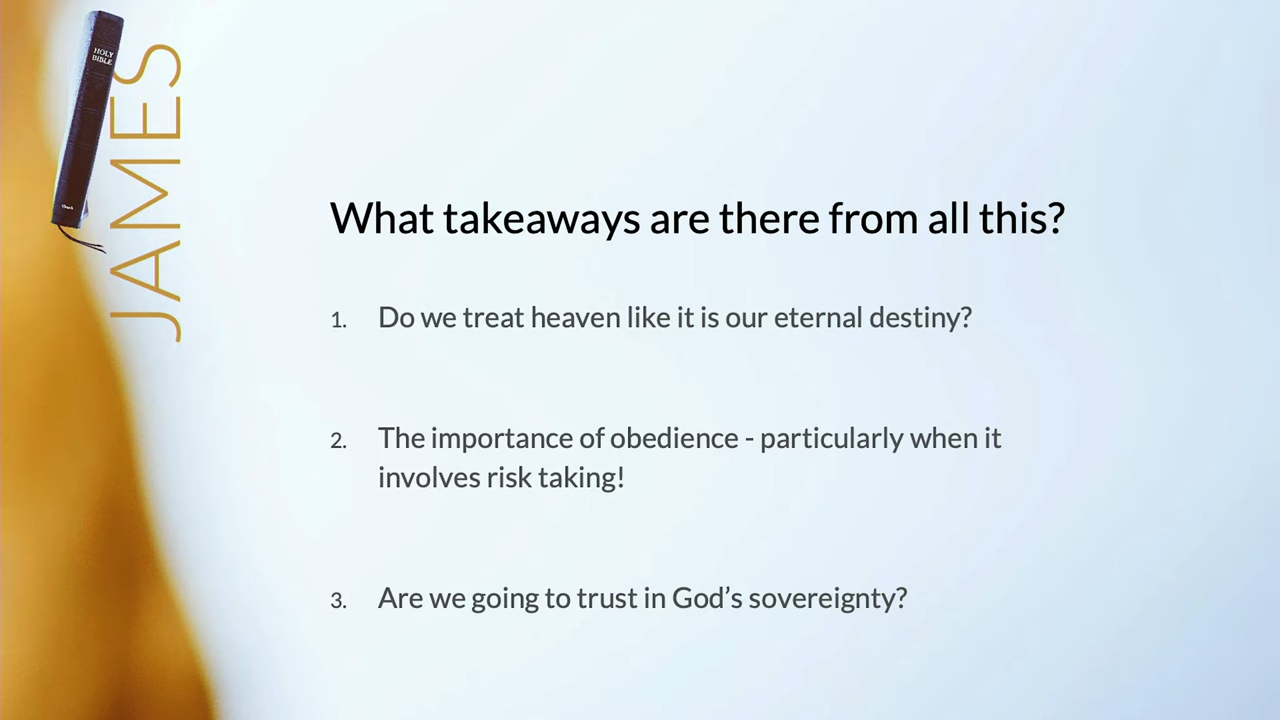 HOLY
BIBLE
Church
JAMES
What takeaways are there from all this?
1. Do we treat heaven like it is our eternal destiny?
2. The importance of obedience - particularly when it
involves risk taking!
3. Are we going to trust in God’s sovereignty?